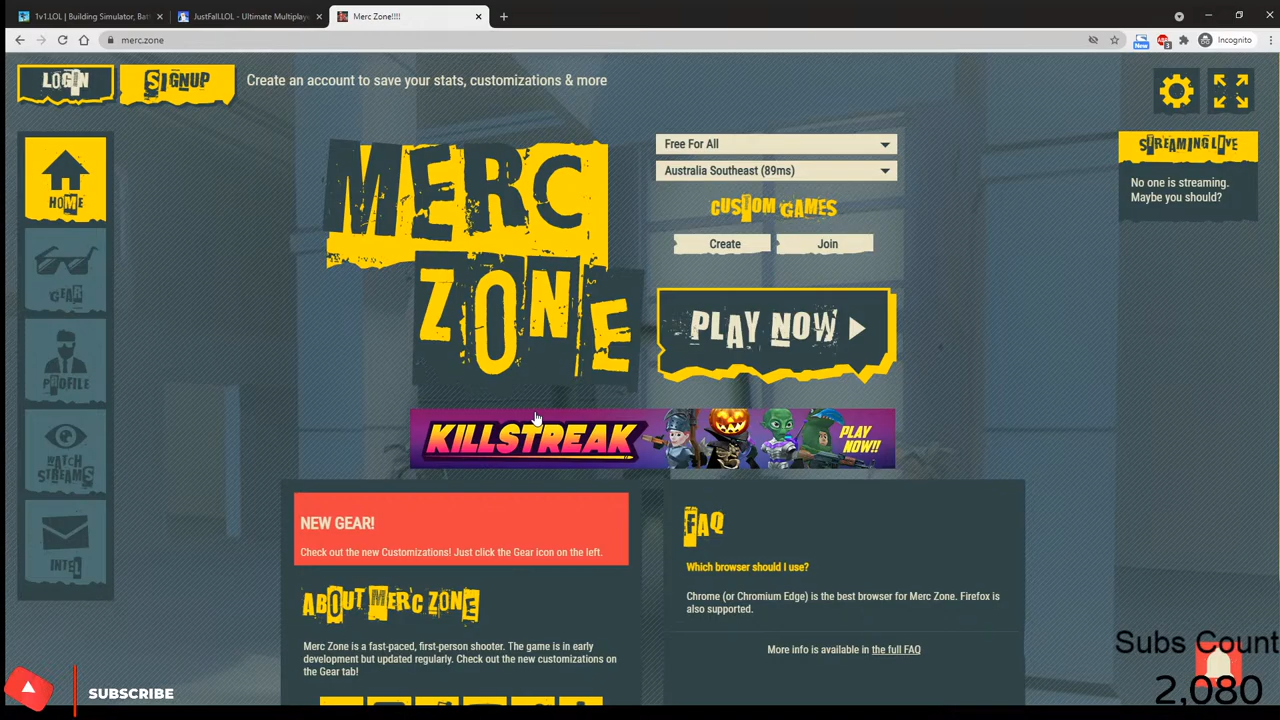 1v1.LOL | Building Simulator, Batt
JustFall.LOL - Ultimate Multiplaye
Merc Zone!!!!
merc.zone
New
3
Incognito
LOGIN
SIGNUP
Create an account to save your stats, customizations & more
HOME
GEAR
PROFILE
WATCH
STREAMS
INTEL
MERC
ZONE
Free For All
Australia Southeast (89ms)
CUSTOM GAMES
Create
Join
PLAY NOW
STREAMING LIVE
No one is streaming.
Maybe you should?
KILLSTREAK
PLAY
NOW!!
NEW GEAR!
Check out the new Customizations! Just click the Gear icon on the left.
ABOUT MERC ZONE
Merc Zone is a fast-paced, first-person shooter. The game is in early
development but updated regularly. Check out the new customizations on
the Gear tab!
FAQ
Which browser should I use?
Chrome (or Chromium Edge) is the best browser for Merc Zone. Firefox is
also supported.
More info is available in the full FAQ
SUBSCRIBE
Subs Count
2,080